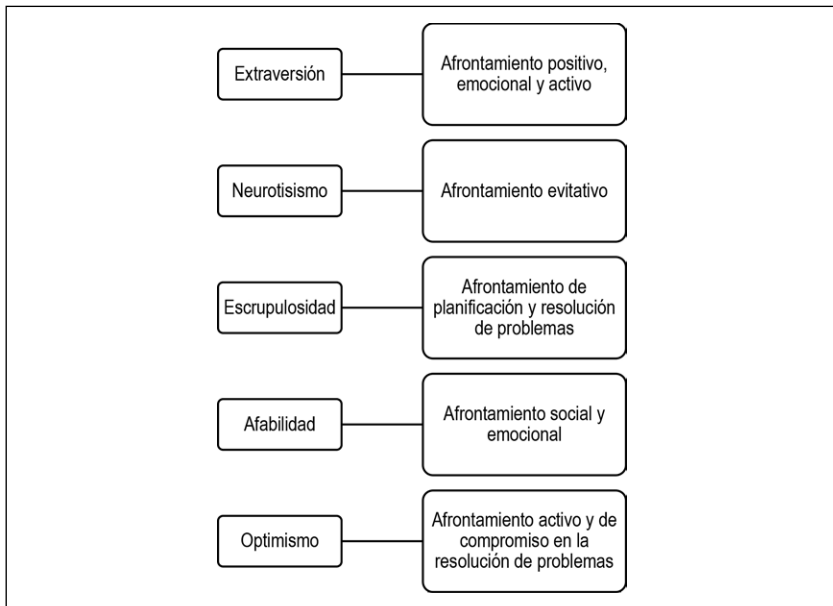 Extraversión
Afrontamiento positivo,
emocional y activo
Neurotisismo
Afrontamiento evitativo
Escrupulosidad
Afrontamiento de
planificación y resolución
de problemas
Afabilidad
Afrontamiento social y
emocional
Optimismo
Afrontamiento activo y de
compromiso en la
resolución de problemas